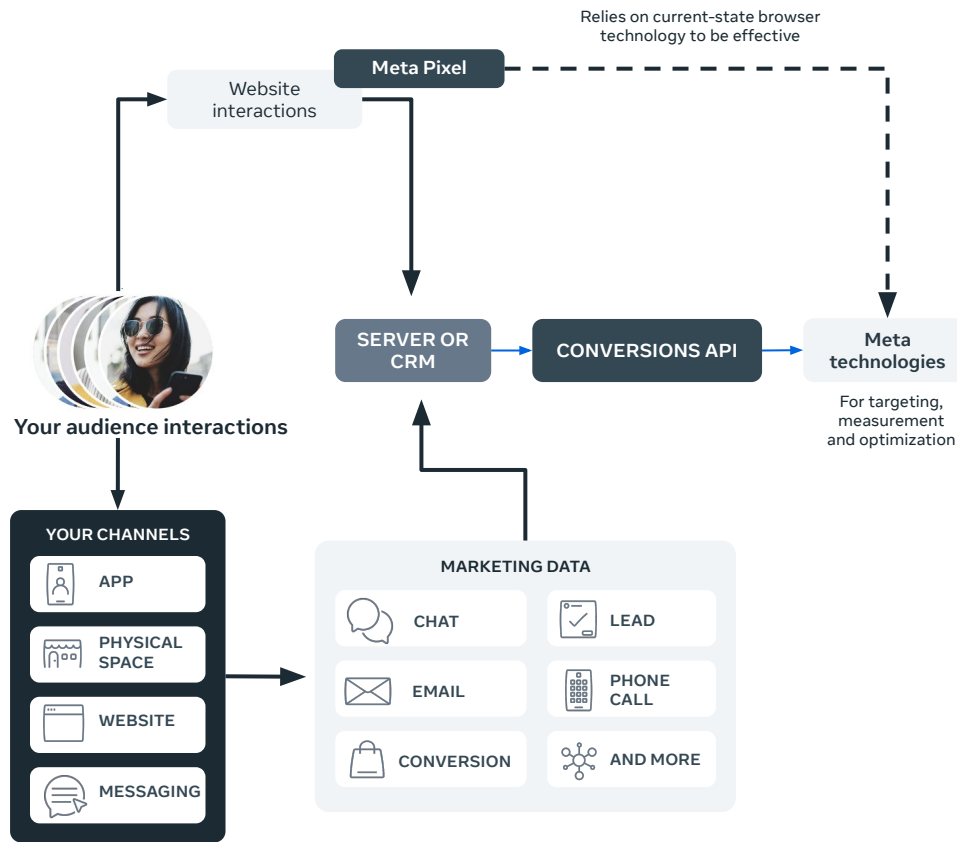 Relies on current-state browser
technology to be effective
Meta Pixel
Website
interactions
SERVER OR
CRM
CONVERSIONS API
Meta
technologies
For targeting,
measurement
and optimization
Your audience interactions
YOUR CHANNELS
APP
PHYSICAL
SPACE
WEBSITE
MESSAGING
MARKETING DATA
CHAT
LEAD
EMAIL
PHONE
CALL
CONVERSION
AND MORE